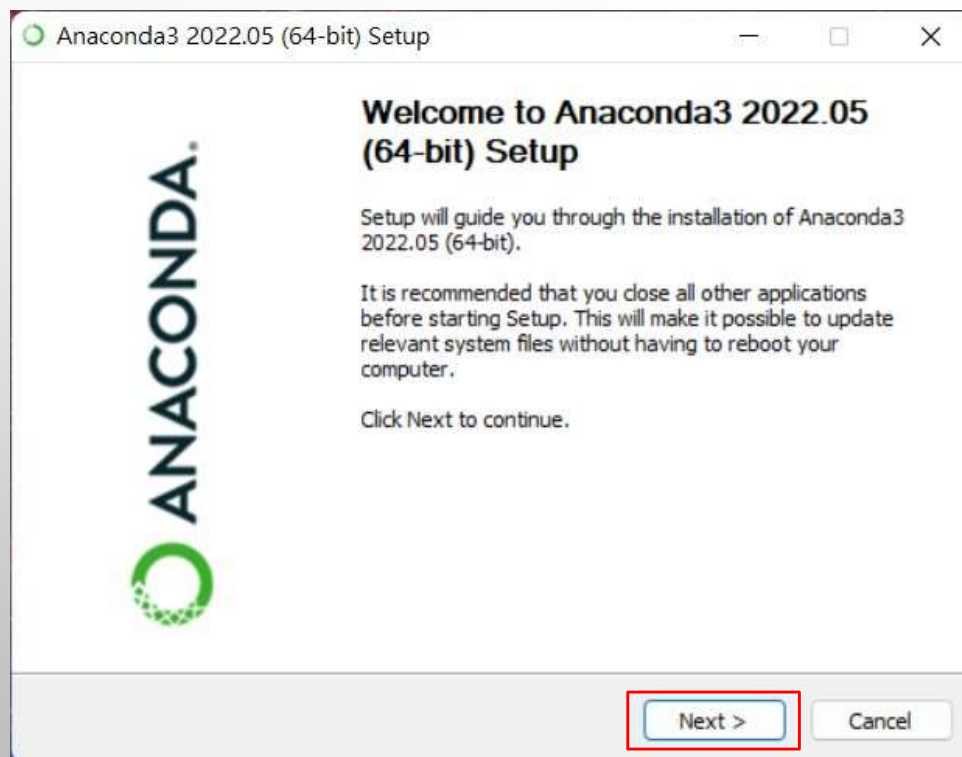 Anaconda3 2022.05 (64-bit) Setup
Welcome to Anaconda3 2022.05
(64-bit) Setup
Setup will guide you through the installation of Anaconda3
2022.05 (64-bit).
It is recommended that you close all other applications
before starting Setup. This will make it possible to update
relevant system files without having to reboot your
computer.
Click Next to continue.
ANACONDA.
Next >
Cancel